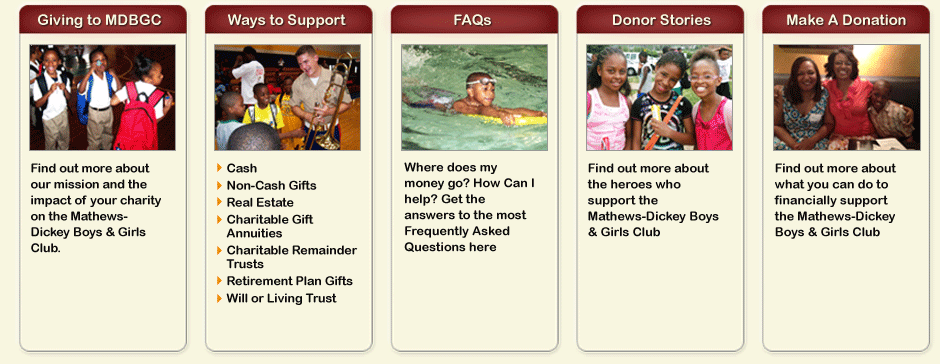 Giving to MDBGC
Find out more about
our mission and the
impact of your charity
on the Mathews-
Dickey Boys & Girls
Club.
Ways to Support
Cash
Non-Cash Gifts
Real Estate
Charitable Gift
Annuities
Charitable Remainder
Trusts
Retirement Plan Gifts
Will or Living Trust
FAQs
Where does my
money go? How Can I
help? Get the
answers to the most
Frequently Asked
Questions here
Donor Stories
Find out more about
the heroes who
support the
Mathews-Dickey Boys
& Girls Club
Make A Donation
Find out more about
what you can do to
financially support
the Mathews-Dickey
Boys & Girls Club